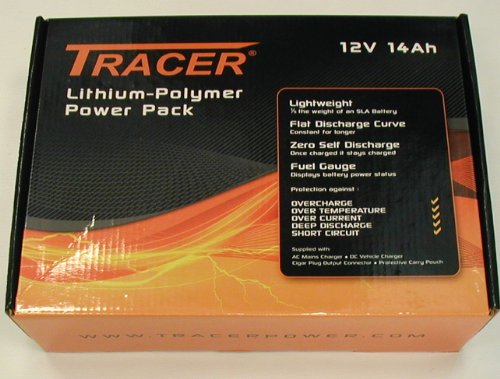 TRACER®
12V 14Ah
Lithium-Polymer
Power Pack
Lightweight
⅓ the weight of an SLA Battery
Flat Discharge Curve
Constant for longer
Zero Self Discharge
Once charged it stays charged
Fuel Gauge
Displays battery power status
Protection against :
OVERCHARGE
OVER TEMPERATURE
OVER CURRENT
DEEP DISCHARGE
SHORT CIRCUIT
Supplied with:
AC Mains Charger • DC Vehicle Charger
Cigar Plug Output Connector • Protective Carry Pouch
WWW.TRACERPOWER.COM